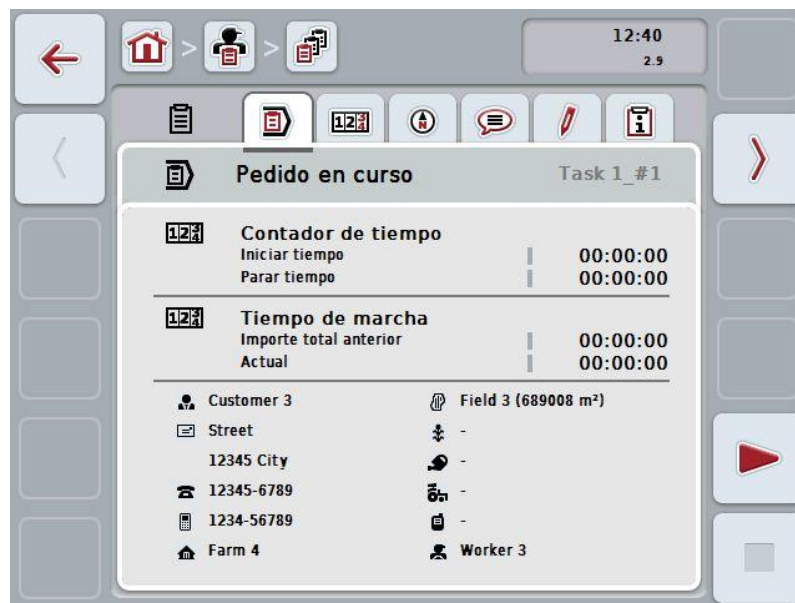 12:40
2.9
Pedido en curso Task 1_#1
Contador de tiempo
Iniciar tiempo 00:00:00
Parar tiempo 00:00:00
Tiempo de marcha
Importe total anterior 00:00:00
Actual 00:00:00
Customer 3 Field 3 (689008 m²)
Street -
12345 City -
12345-6789 -
1234-56789 -
Farm 4 Worker 3